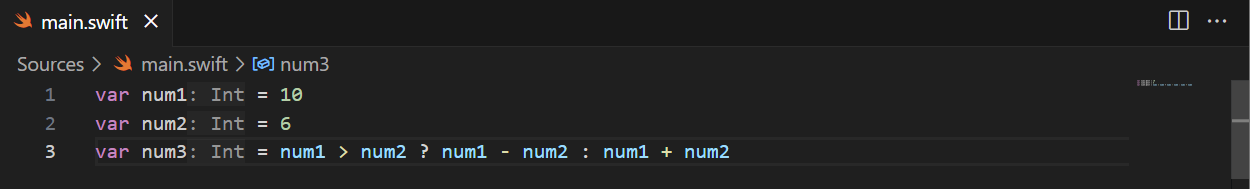 main.swift
Sources > main.swift > num3
1 var num1: Int = 10
2 var num2: Int = 6
3 var num3: Int = num1 > num2 ? num1 - num2 : num1 + num2